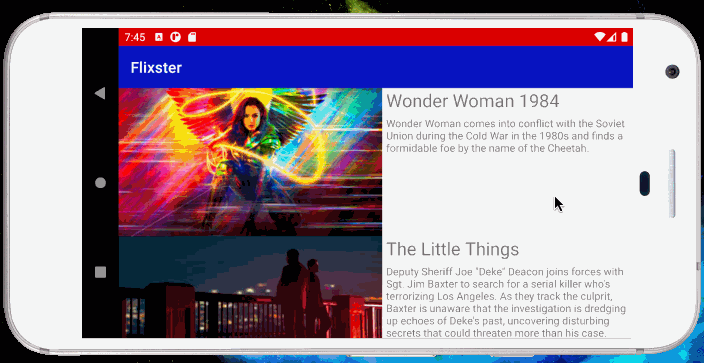 7:45
Flixster
Wonder Woman 1984
Wonder Woman comes into conflict with the Soviet
Union during the Cold War in the 1980s and finds a
formidable foe by the name of the Cheetah.
The Little Things
Deputy Sheriff Joe "Deke" Deacon joins forces with
Sgt. Jim Baxter to search for a serial killer who's
terrorizing Los Angeles. As they track the culprit,
Baxter is unaware that the investigation is dredging
up echoes of Deke's past, uncovering disturbing
secrets that could threaten more than his case.